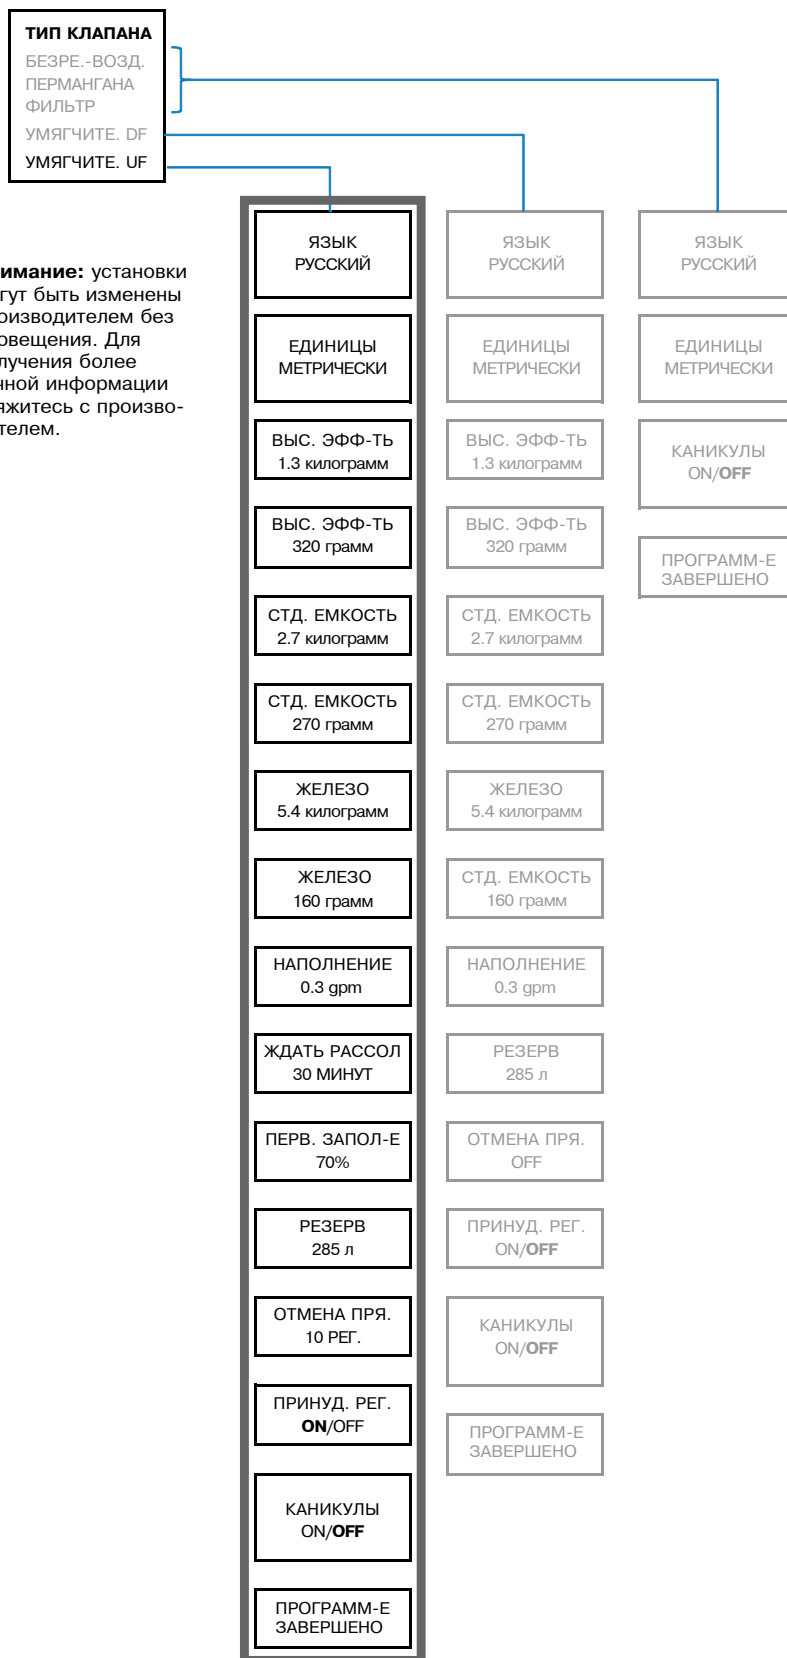 ТИП КЛАПАНА
БЕЗРЕ.-ВОЗД.
ПЕРМАНГАНА
ФИЛЬТР
УМЯГЧИТЕ. DF
УМЯГЧИТЕ. UF
имание: установки
гут быть изменены
оизводителем без
овещения. Для
лучения более
чной информации
яжитесь с произво-
телем.
ЯЗЫК
РУССКИЙ
ЕДИНИЦЫ
МЕТРИЧЕСКИ
ВЫС. ЭФФ-ТЬ
1.3 килограмм
ВЫС. ЭФФ-ТЬ
320 грамм
СТД. ЕМКОСТЬ
2.7 килограмм
СТД. ЕМКОСТЬ
270 грамм
ЖЕЛЕЗО
5.4 килограмм
ЖЕЛЕЗО
160 грамм
НАПОЛНЕНИЕ
0.3 gpm
ЖДАТЬ РАССОЛ
30 МИНУТ
ПЕРВ. ЗАПОЛ-Е
70%
РЕЗЕРВ
285 л
ОТМЕНА ПРЯ.
10 РЕГ.
ПРИНУД. РЕГ.
ON/OFF
КАНИКУЛЫ
ON/OFF
ПРОГРАММ-Е
ЗАВЕРШЕНО
ЯЗЫК
РУССКИЙ
ЕДИНИЦЫ
МЕТРИЧЕСКИ
ВЫС. ЭФФ-ТЬ
1.3 килограмм
ВЫС. ЭФФ-ТЬ
320 грамм
СТД. ЕМКОСТЬ
2.7 килограмм
СТД. ЕМКОСТЬ
270 грамм
ЖЕЛЕЗО
5.4 килограмм
СТД. ЕМКОСТЬ
160 грамм
НАПОЛНЕНИЕ
0.3 gpm
РЕЗЕРВ
285 л
ОТМЕНА ПРЯ.
OFF
ПРИНУД. РЕГ.
ON/OFF
КАНИКУЛЫ
ON/OFF
ПРОГРАММ-Е
ЗАВЕРШЕНО
ЯЗЫК
РУССКИЙ
ЕДИНИЦЫ
МЕТРИЧЕСКИ
КАНИКУЛЫ
ON/OFF
ПРОГРАММ-Е
ЗАВЕРШЕНО